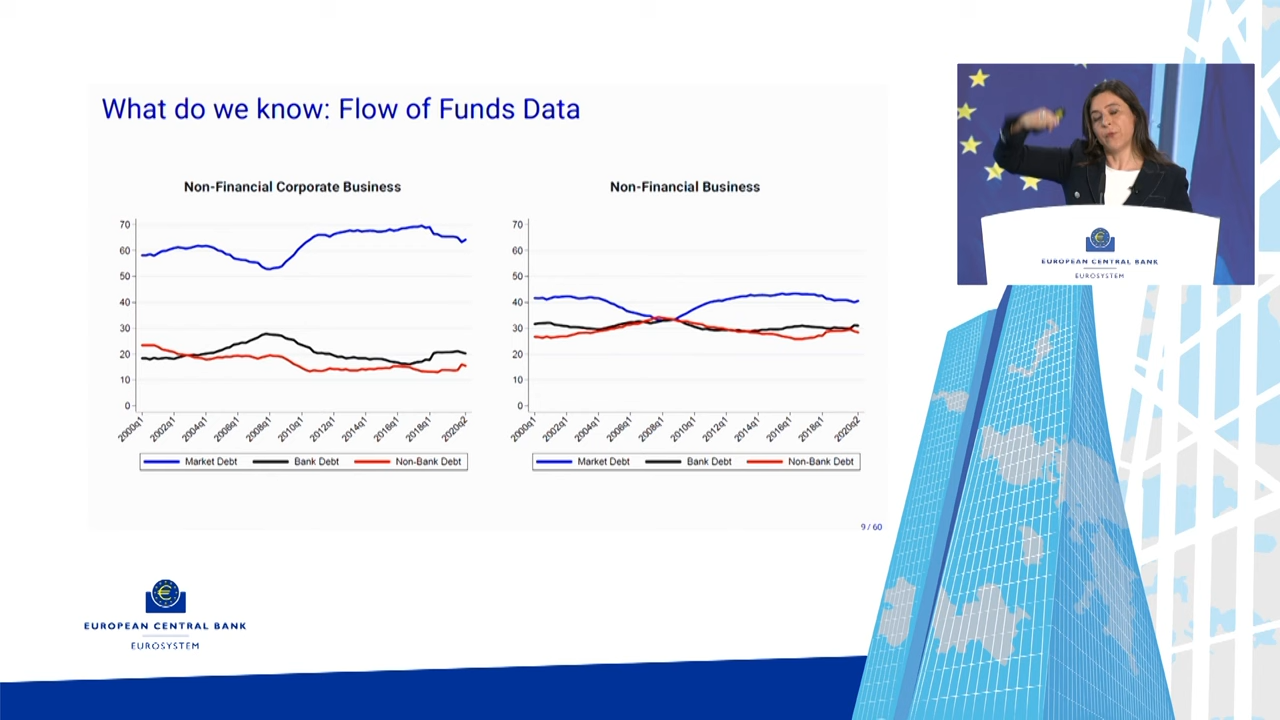 What do we know: Flow of Funds Data
Non-Financial Corporate Business
70
60
50
40
30
20
10
0
2000q1
2002q1
2004q1
2006q1
2008q1
2010q1
2012q1
2014q1
2016q1
2018q1
2020q2
Market Debt
Bank Debt
Non-Bank Debt
Non-Financial Business
70
60
50
40
30
20
10
0
2000q1
2002q1
2004q1
2006q1
2008q1
2010q1
2012q1
2014q1
2016q1
2018q1
2020q2
Market Debt
Bank Debt
Non-Bank Debt
9 / 60
EUROPEAN CENTRAL BANK
EUROSYSTEM
EUROPEAN CENTRAL BANK
EUROSYSTEM